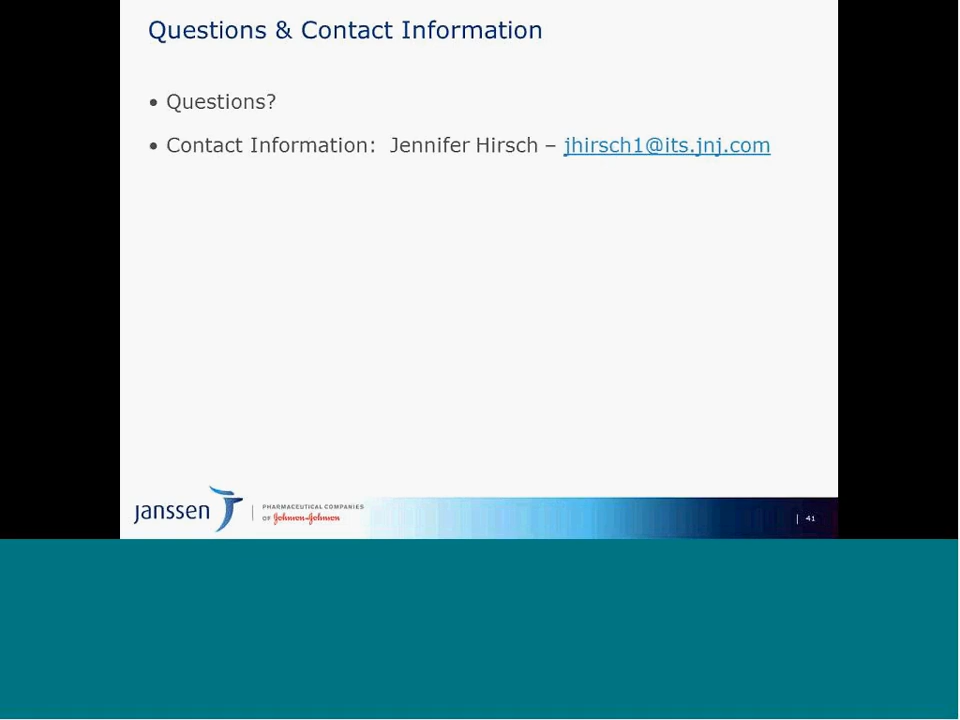 Questions & Contact Information
• Questions?
• Contact Information: Jennifer Hirsch – jhirsch1@its.jnj.com
janssen | PHARMACEUTICAL COMPANIES
OF Johnson & Johnson
| 41